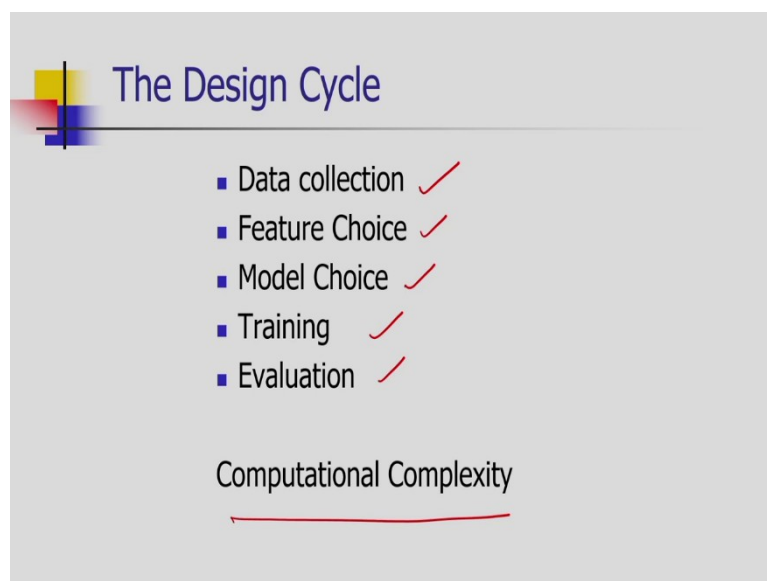 The Design Cycle
Data collection
Feature Choice
Model Choice
Training
Evaluation
Computational Complexity